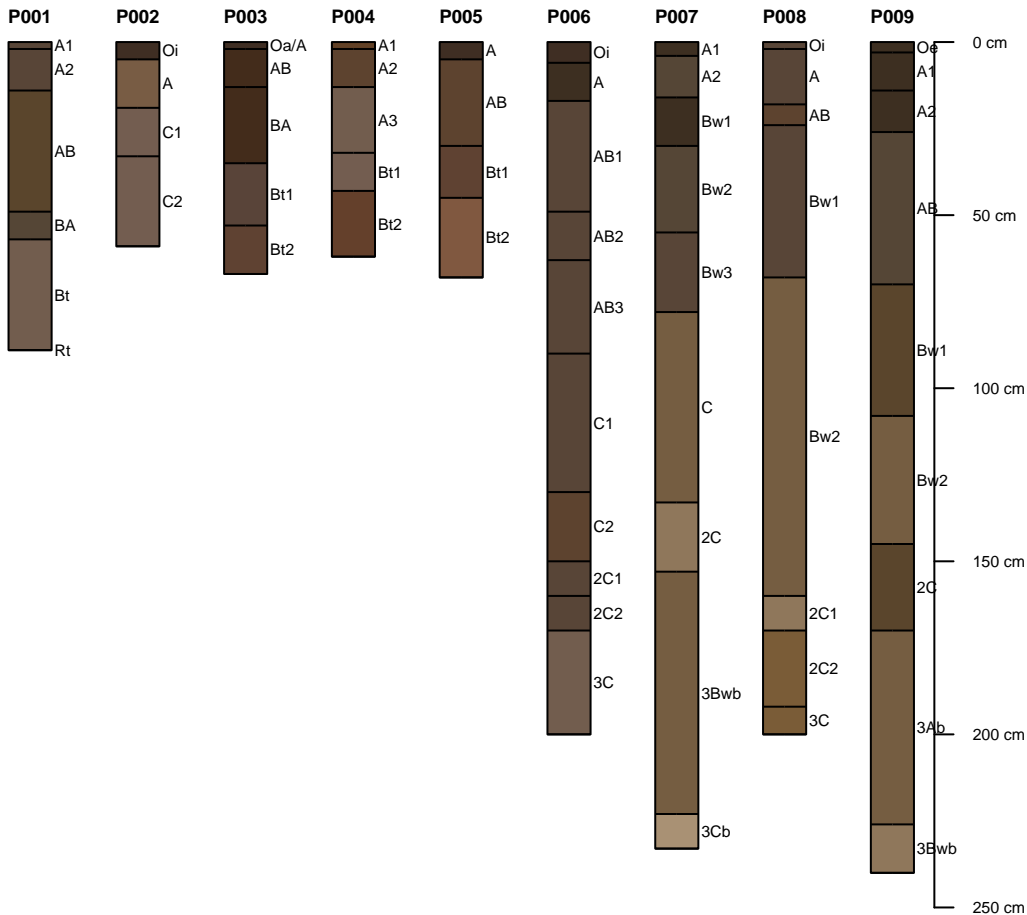 P001 P002 P003 P004 P005 P006 P007 P008 P009
A1
A2
AB
BA
Bt
Rt
Oi
A
C1
C2
Oa/A
AB
BA
Bt1
Bt2
A1
A2
A3
Bt1
Bt2
A
AB
Bt1
Bt2
Oi
A
AB1
AB2
AB3
C1
C2
2C1
2C2
3C
A1
A2
Bw1
Bw2
Bw3
C
2C
3Bwb
3Cb
Oi
A
AB
Bw1
Bw2
2C1
2C2
3C
Oe
A1
A2
AB
Bw1
Bw2
2C
3Ab
3Bwb
0 cm
50 cm
100 cm
150 cm
200 cm
250 cm